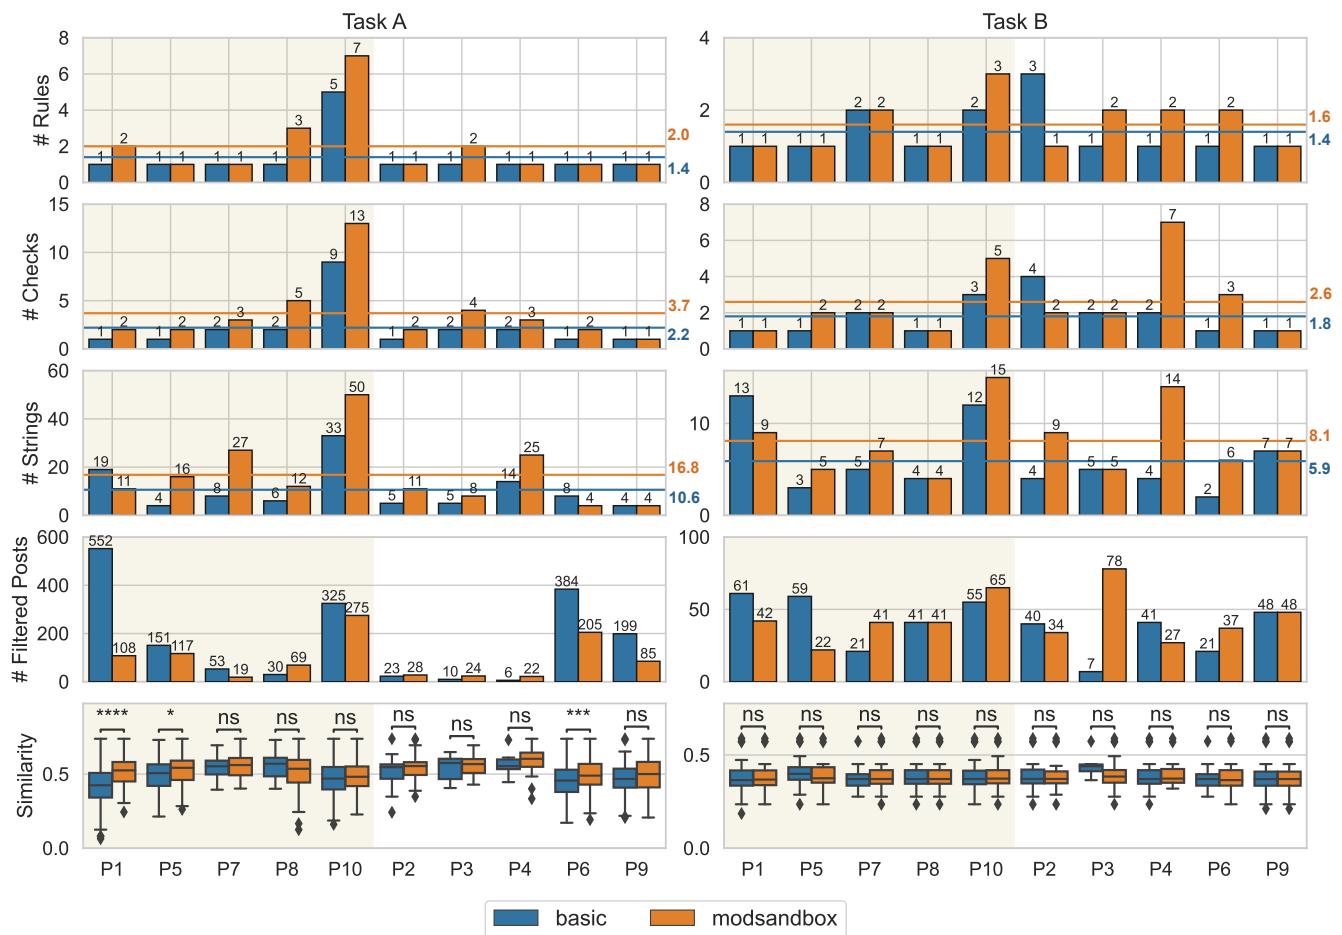 Task A
Task B
# Rules
8
6
4
2
0
1 2 1 1 1 1 1 3 5 7 1 1 1 2 1 1 1 1 1 1
2.0
1.4
4
2
0
1 1 1 1 2 2 1 1 2 3 3 1 1 2 1 2 1 2 1 1
1.6
1.4
# Checks
15
10
5
0
1 2 1 2 2 3 2 5 9 13 1 2 2 4 2 3 1 2 1 1
3.7
2.2
8
6
4
2
0
1 1 1 2 2 2 1 1 3 5 4 2 2 2 2 7 1 3 1 1
2.6
1.8
# Strings
60
40
20
0
19 11 4 16 8 27 6 12 33 50 5 11 5 8 14 25 8 4 4 4
16.8
10.6
10
0
13 9 3 5 5 7 4 4 12 15 4 9 5 5 4 14 2 6 7 7
8.1
5.9
# Filtered Posts
600
400
200
0
552 108 151 117 53 19 30 69 325 275 23 28 10 24 6 22 384 205 199 85
100
50
0
61 42 59 22 21 41 41 41 55 65 40 34 7 78 41 27 21 37 48 48
Similarity
0.5
0.0
**** * ns ns ns ns ns ns *** ns
0.5
0.0
ns ns ns ns ns ns ns ns ns ns
P1 P5 P7 P8 P10 P2 P3 P4 P6 P9
P1 P5 P7 P8 P10 P2 P3 P4 P6 P9
basic
modsandbox